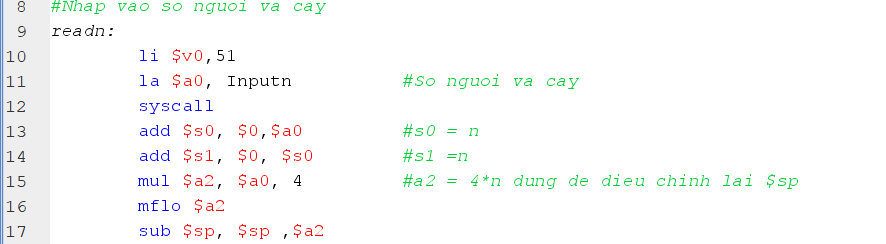 8 #Nhap vao so nguoi va cay
9 readn:
10 li $v0,51
11 la $a0, Inputn #So nguoi va cay
12 syscall
13 add $s0, $0,$a0 #s0 = n
14 add $s1, $0, $s0 #s1 =n
15 mul $a2, $a0, 4 #a2 = 4*n dung de dieu chinh lai $sp
16 mflo $a2
17 sub $sp, $sp ,$a2